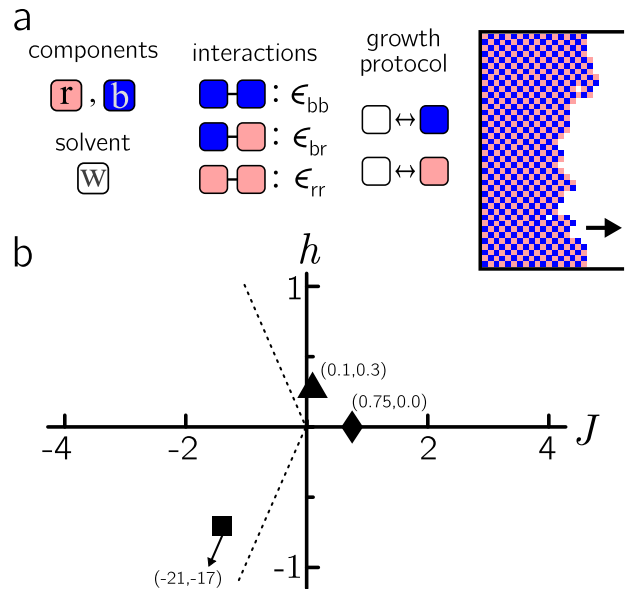 a
components
r , b
solvent
w
interactions
: ϵbb
: ϵbr
: ϵrr
growth
protocol
↔
↔
b
h
1
(0.1,0.3)
(0.75,0.0)
-4
-2
2
4
J
(-21,-17)
-1